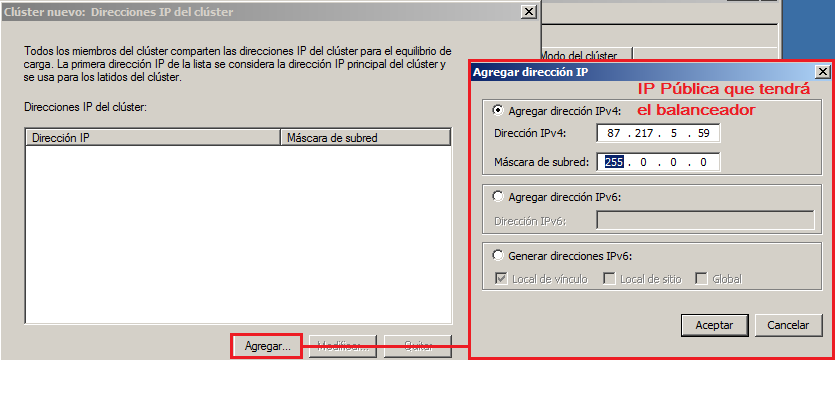 Clúster nuevo: Direcciones IP del clúster
Todos los miembros del clúster comparten las direcciones IP del clúster para el equilibrio de
carga. La primera dirección IP de la lista se considera la dirección IP principal del clúster y
se usa para los latidos del clúster.
Direcciones IP del clúster:
Dirección IP Máscara de subred
Agregar... Modificar... Quitar
Modo del clúster
Agregar dirección IP
IP Pública que tendrá
el balanceador
Agregar dirección IPv4:
Dirección IPv4: 87 . 217 . 5 . 59
Máscara de subred: 255 . 0 . 0 . 0
Agregar dirección IPv6:
Dirección IPv6:
Generar direcciones IPv6:
Local de vínculo Local de sitio Global
Aceptar Cancelar